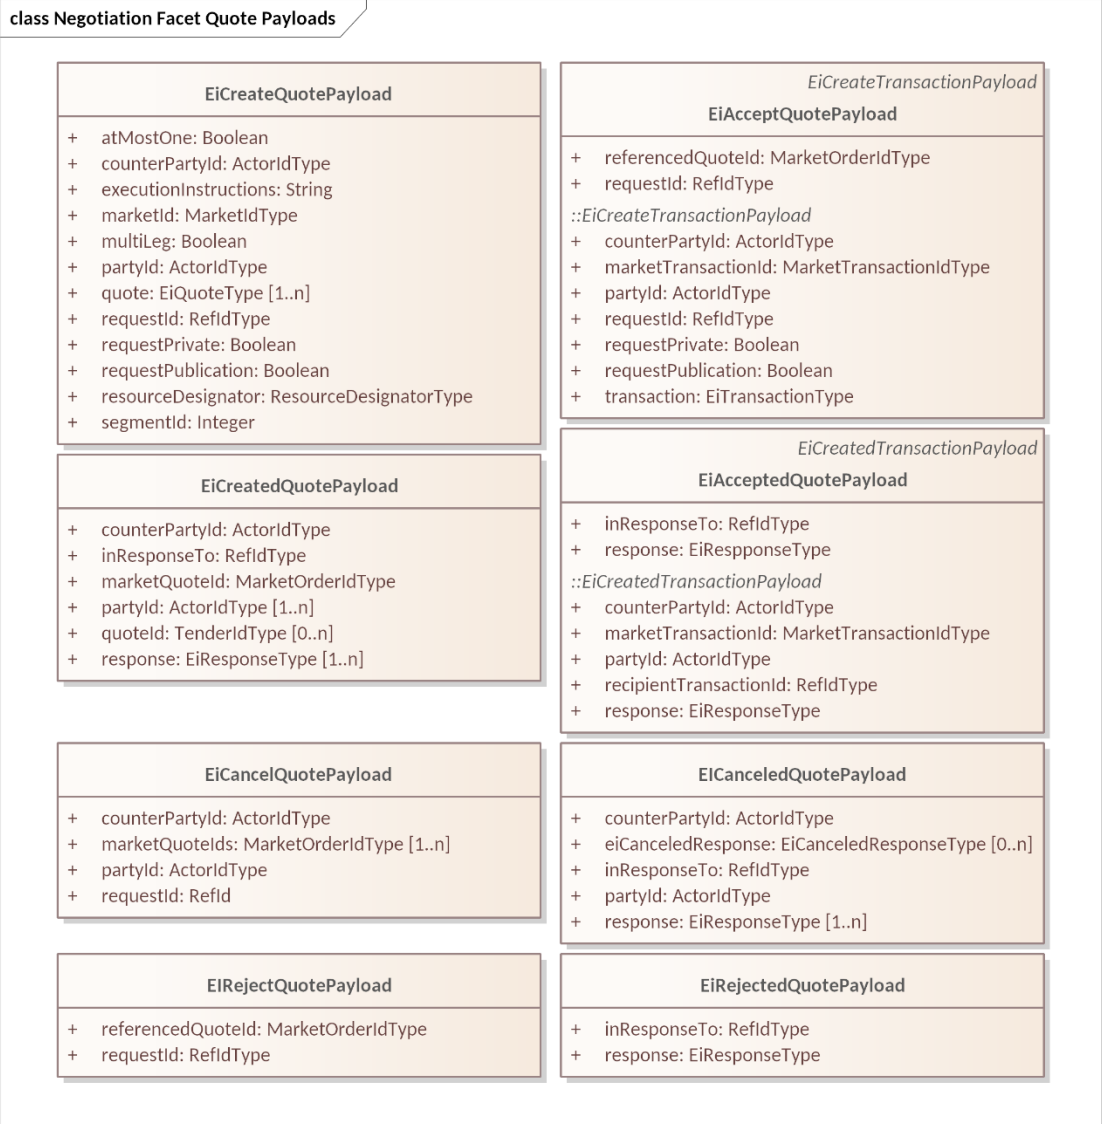 class Negotiation Facet Quote Payloads
EiCreateQuotePayload
+ atMostOne: Boolean
+ counterPartyId: ActorIdType
+ executionInstructions: String
+ marketId: MarketIdType
+ multiLeg: Boolean
+ partyId: ActorIdType
+ quote: EiQuoteType [1..n]
+ requestId: RefIdType
+ requestPrivate: Boolean
+ requestPublication: Boolean
+ resourceDesignator: ResourceDesignatorType
+ segmentId: Integer
EiCreateTransactionPayload
EiAcceptQuotePayload
+ referencedQuoteId: MarketOrderIdType
+ requestId: RefIdType
::EiCreateTransactionPayload
+ counterPartyId: ActorIdType
+ marketTransactionId: MarketTransactionIdType
+ partyId: ActorIdType
+ requestId: RefIdType
+ requestPrivate: Boolean
+ requestPublication: Boolean
+ transaction: EiTransactionType
EiCreatedQuotePayload
+ counterPartyId: ActorIdType
+ inResponseTo: RefIdType
+ marketQuoteId: MarketOrderIdType
+ partyId: ActorIdType [1..n]
+ quoteId: TenderIdType [0..n]
+ response: EiResponseType [1..n]
EiCreatedTransactionPayload
EiAcceptedQuotePayload
+ inResponseTo: RefIdType
+ response: EiRespponseType
::EiCreatedTransactionPayload
+ counterPartyId: ActorIdType
+ marketTransactionId: MarketTransactionIdType
+ partyId: ActorIdType
+ recipientTransactionId: RefIdType
+ response: EiResponseType
EiCancelQuotePayload
+ counterPartyId: ActorIdType
+ marketQuoteIds: MarketOrderIdType [1..n]
+ partyId: ActorIdType
+ requestId: RefId
EICanceledQuotePayload
+ counterPartyId: ActorIdType
+ eiCanceledResponse: EiCanceledResponseType [0..n]
+ inResponseTo: RefIdType
+ partyId: ActorIdType
+ response: EiResponseType [1..n]
EIRejectQuotePayload
+ referencedQuoteId: MarketOrderIdType
+ requestId: RefIdType
EiRejectedQuotePayload
+ inResponseTo: RefIdType
+ response: EiResponseType